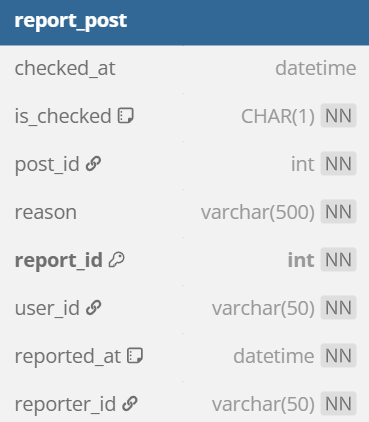 report_post
checked_at datetime
is_checked CHAR(1) NN
post_id int NN
reason varchar(500) NN
report_id int NN
user_id varchar(50) NN
reported_at datetime NN
reporter_id varchar(50) NN